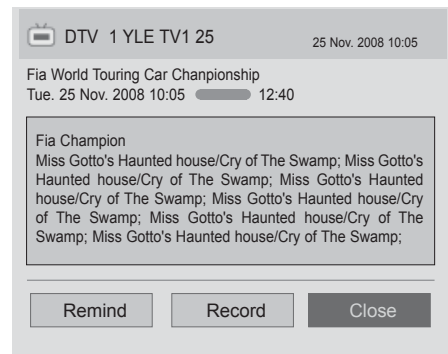 DTV 1 YLE TV1 25 25 Nov. 2008 10:05
Fia World Touring Car Chanpionship
Tue. 25 Nov. 2008 10:05 12:40
Fia Champion
Miss Gotto's Haunted house/Cry of The Swamp; Miss Gotto's
Haunted house/Cry of The Swamp; Miss Gotto's Haunted
house/Cry of The Swamp; Miss Gotto's Haunted house/Cry
of The Swamp; Miss Gotto's Haunted house/Cry of The
Swamp; Miss Gotto's Haunted house/Cry of The Swamp;
Remind Record Close